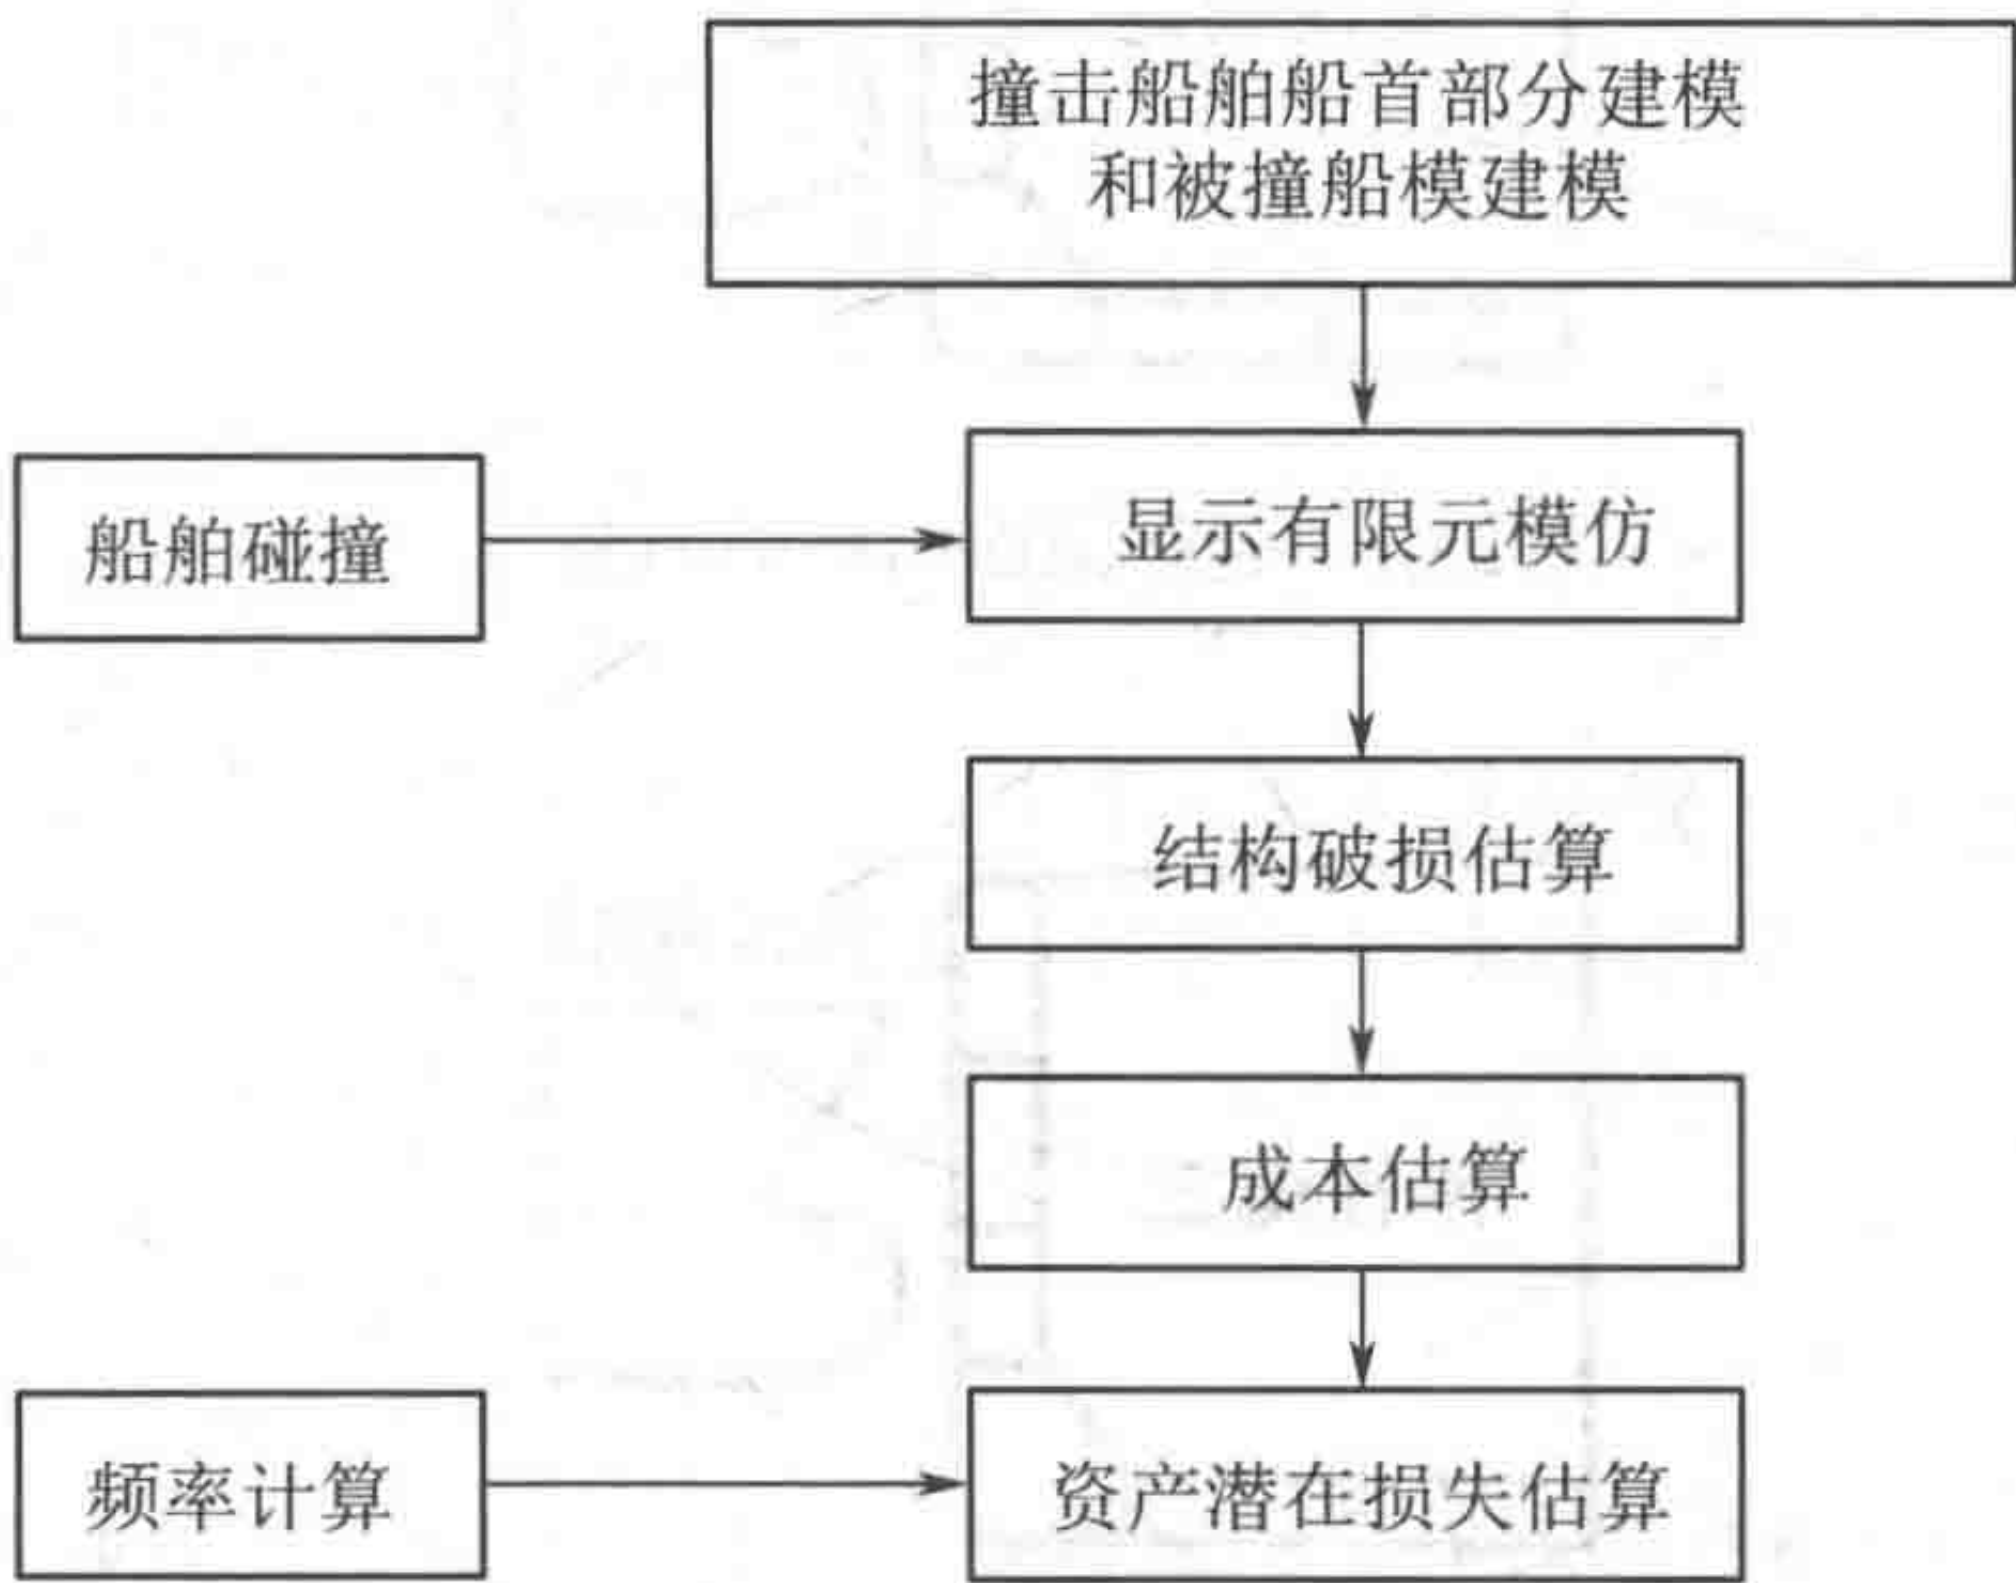 撞击船舶船首部分建模
和被撞船模建模
船舶碰撞
显示有限元模仿
结构破损估算
成本估算
频率计算
资产潜在损失估算